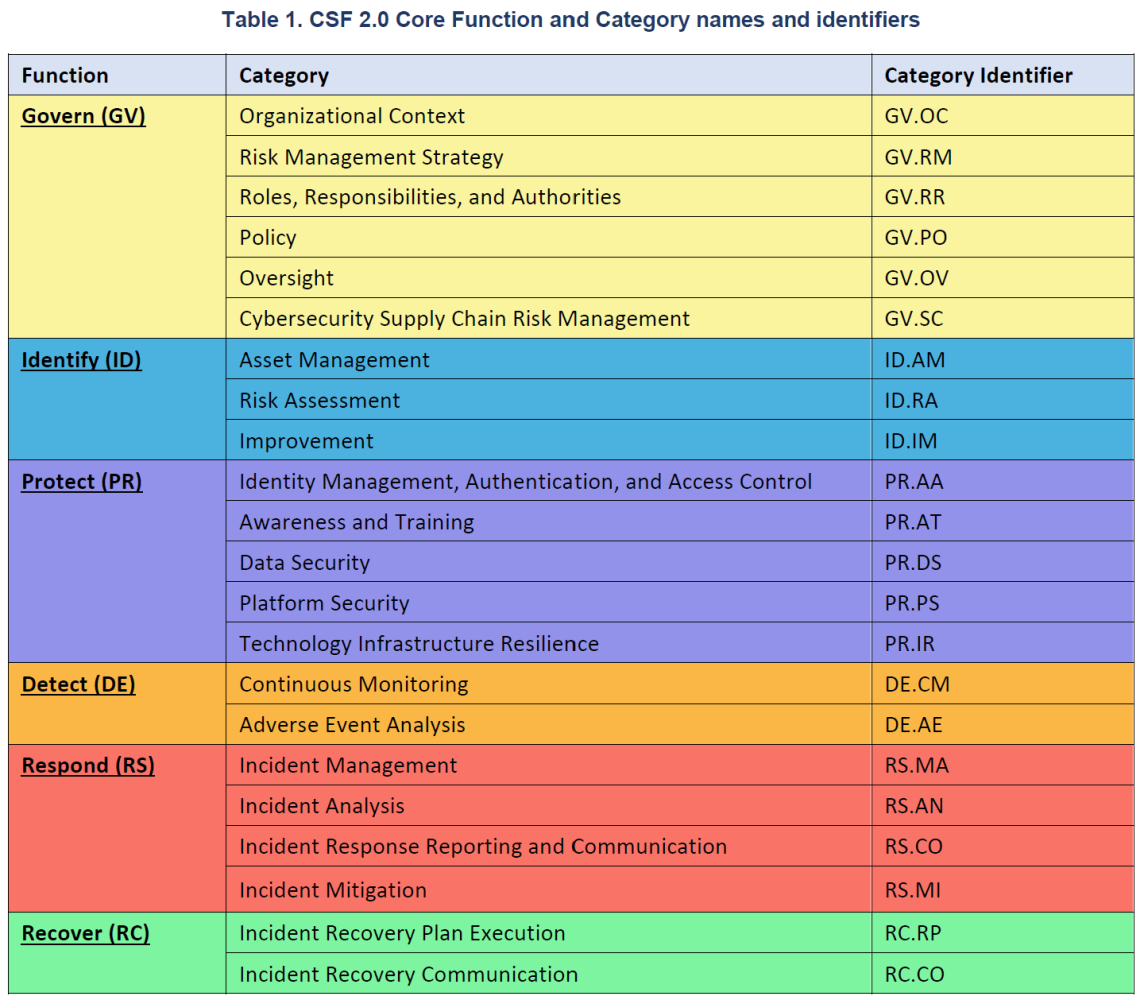 Table 1. CSF 2.0 Core Function and Category names and identifiers
Function Category Category Identifier
Govern (GV) Organizational Context GV.OC
Risk Management Strategy GV.RM
Roles, Responsibilities, and Authorities GV.RR
Policy GV.PO
Oversight GV.OV
Cybersecurity Supply Chain Risk Management GV.SC
Identify (ID) Asset Management ID.AM
Risk Assessment ID.RA
Improvement ID.IM
Protect (PR) Identity Management, Authentication, and Access Control PR.AA
Awareness and Training PR.AT
Data Security PR.DS
Platform Security PR.PS
Technology Infrastructure Resilience PR.IR
Detect (DE) Continuous Monitoring DE.CM
Adverse Event Analysis DE.AE
Respond (RS) Incident Management RS.MA
Incident Analysis RS.AN
Incident Response Reporting and Communication RS.CO
Incident Mitigation RS.MI
Recover (RC) Incident Recovery Plan Execution RC.RP
Incident Recovery Communication RC.CO